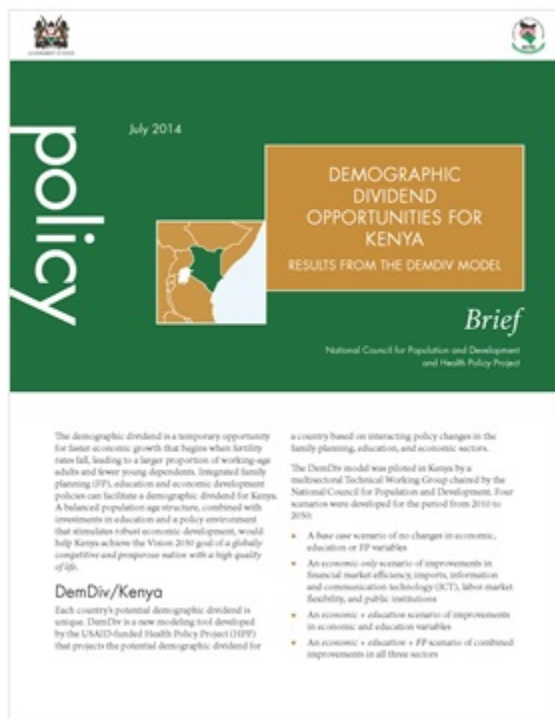 policy
July 2014
DEMOGRAPHIC
DIVIDEND
OPPORTUNITIES FOR
KENYA
RESULTS FROM THE DEMDIV MODEL
Brief
National Council for Population and Development
and Health Policy Project
The demographic dividend is a temporary opportunity
for faster economic growth that begins when fertility
rates fall, leading to a larger proportion of working-age
adults and fewer young dependents. Integrated family
planning (FP), education and economic development
policies can facilitate a demographic dividend for Kenya.
A balanced population age structure, combined with
investments in education and a policy environment
that stimulates robust economic development, would
help Kenya achieve the Vision 2030 goal of a globally
competitive and prosperous nation with a high quality
of life.
DemDiv/Kenya
Each country's potential demographic dividend is
unique. DemDiv is a new modeling tool developed
by the USAID-funded Health Policy Project (HPP)
that projects the potential demographic dividend for
a country based on interacting policy changes in the
family planning, education, and economic sectors.
The DemDiv model was piloted in Kenya by a
multisectoral Technical Working Group chaired by the
National Council for Population and Development. Four
scenarios were developed for the period from 2010 to
2050:
• A base case scenario of no changes in economic,
education or FP variables
• An economic-only scenario of improvements in
financial market efficiency, imports, information
and communication technology (ICT), labor market
flexibility, and public institutions
• An economic + education scenario of improvements
in economic and education variables
• An economic + education + FP scenario of combined
improvements in all three sectors